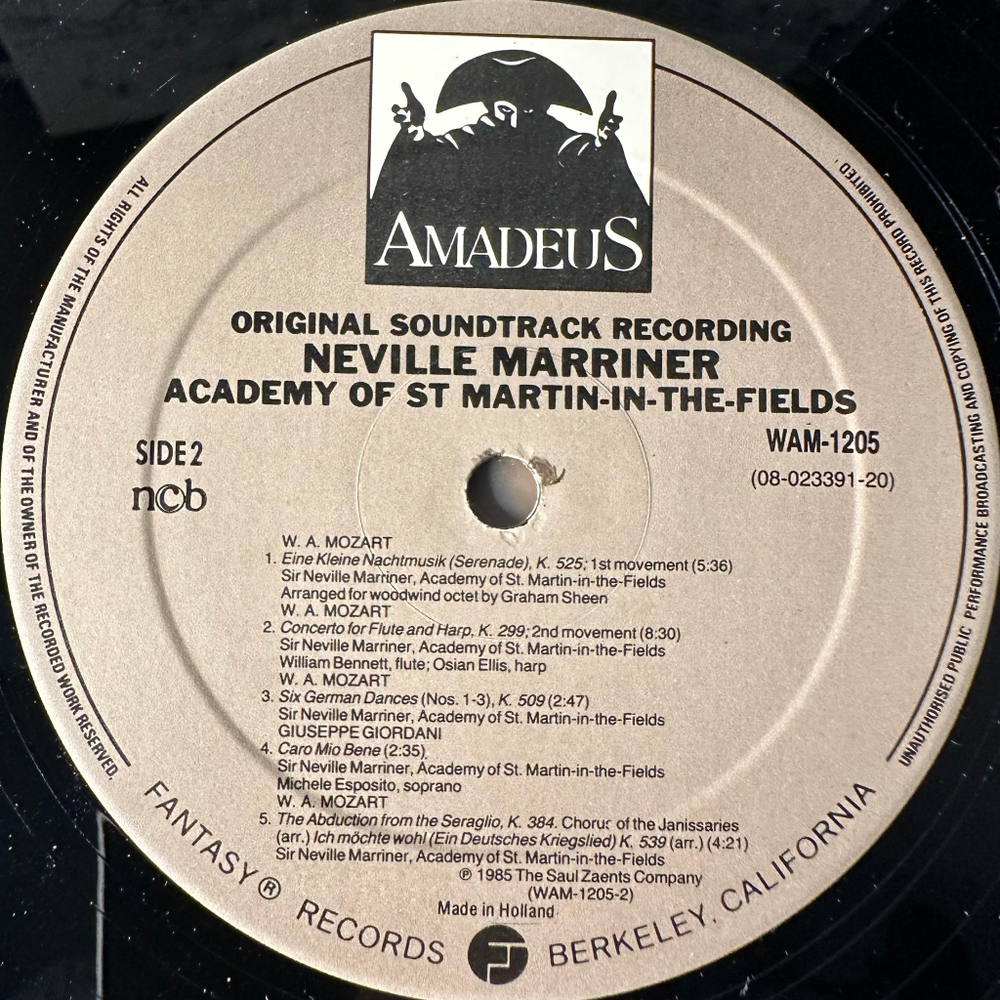 AMADEUS
ORIGINAL SOUNDTRACK RECORDING
NEVILLE MARRINER
ACADEMY OF ST MARTIN-IN-THE-FIELDS
SIDE 2
WAM-1205
ncb
(08-023391-20)
W. A. MOZART
1. Eine Kleine Nachtmusik (Serenade), K. 525; 1st movement (5:36)
Sir Neville Marriner, Academy of St. Martin-in-the-Fields
Arranged for woodwind octet by Graham Sheen
W. A. MOZART
2. Concerto for Flute and Harp, K. 299; 2nd movement (8:30)
Sir Neville Marriner, Academy of St. Martin-in-the-Fields
William Bennett, flute; Osian Ellis, harp
W. A. MOZART
3. Six German Dances (Nos. 1-3), K. 509 (2:47)
Sir Neville Marriner, Academy of St. Martin-in-the-Fields
GIUSEPPE GIORDANI
4. Caro Mio Bene (2:35)
Sir Neville Marriner, Academy of St. Martin-in-the-Fields
Michele Esposito, soprano
W. A. MOZART
5. The Abduction from the Seraglio, K. 384. Chorus of the Janissaries
(arr.) Ich möchte wohl (Ein Deutsches Kriegslied) K. 539 (arr.) (4:21)
Sir Neville Marriner, Academy of St. Martin-in-the-Fields
℗ 1985 The Saul Zaents Company
(WAM-1205-2)
Made in Holland
FANTASY ® RECORDS BERKELEY, CALIFORNIA
ALL RIGHTS OF THE MANUFACTURER AND OF THE OWNER OF THE RECORDED WORK RESERVED.
UNAUTHORISED PUBLIC PERFORMANCE BROADCASTING AND COPYING OF THIS RECORD PROHIBITED